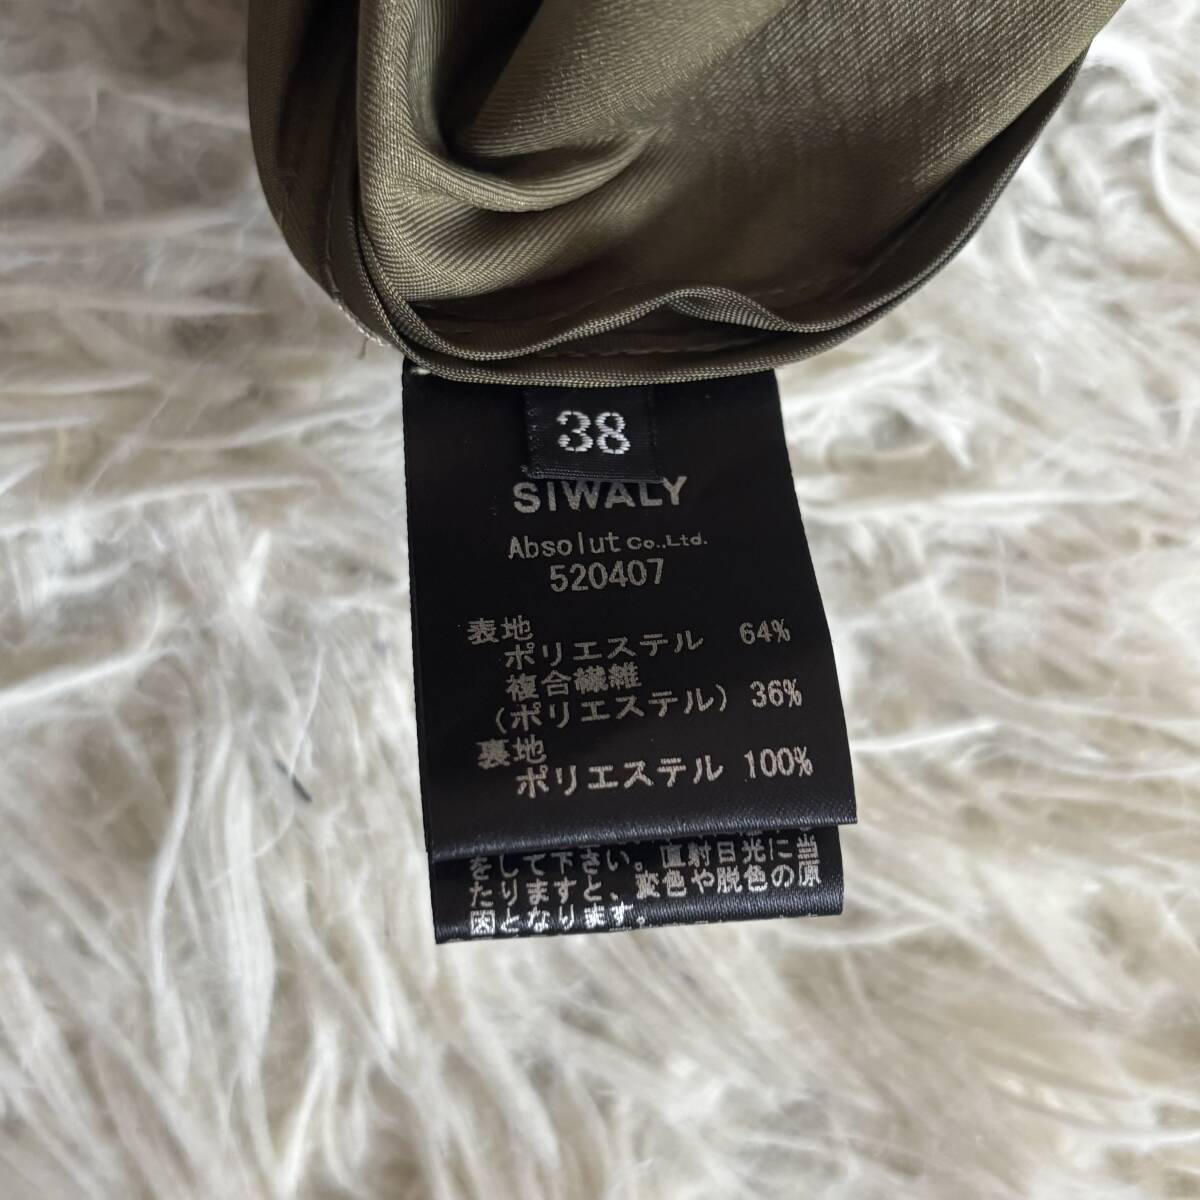 38
SIWALY
Absolut Co.,Ltd.
520407
表地
ポリエステル 64%
複合繊維
(ポリエステル) 36%
裏地
ポリエステル 100%
をして下さい。直射日光に当
たりますと、変色や脱色の原
因となります。